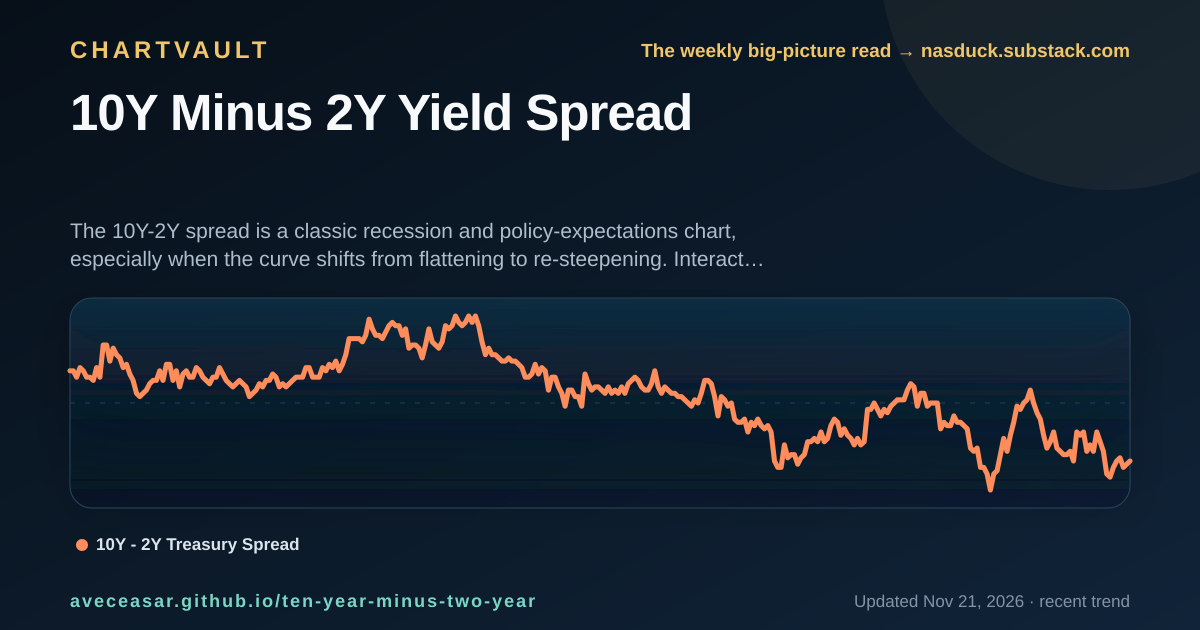 CHARTVAULT
The weekly big-picture read → nasduck.substack.com
10Y Minus 2Y Yield Spread
The 10Y-2Y spread is a classic recession and policy-expectations chart,
especially when the curve shifts from flattening to re-steepening. Interact…
10Y - 2Y Treasury Spread
aveceasar.github.io/ten-year-minus-two-year
Updated Nov 21, 2026 · recent trend